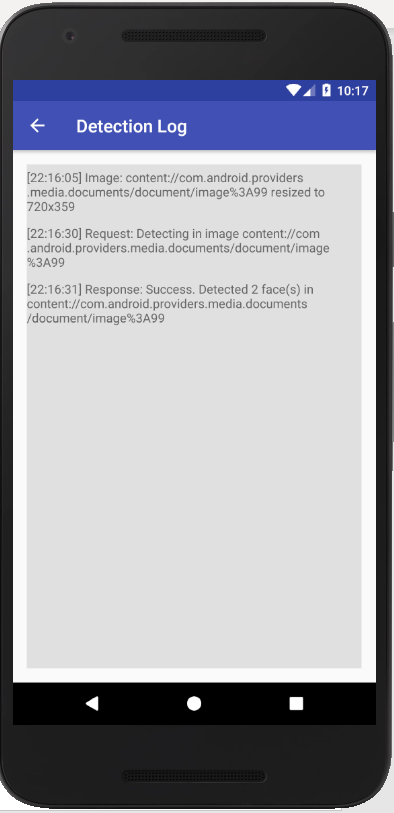 10:17
Detection Log
[22:16:05] Image: content://com.android.providers
.media.documents/document/image%3A99 resized to
720x359
[22:16:30] Request: Detecting in image content://com
.android.providers.media.documents/document/image
%3A99
[22:16:31] Response: Success. Detected 2 face(s) in
content://com.android.providers.media.documents
/document/image%3A99